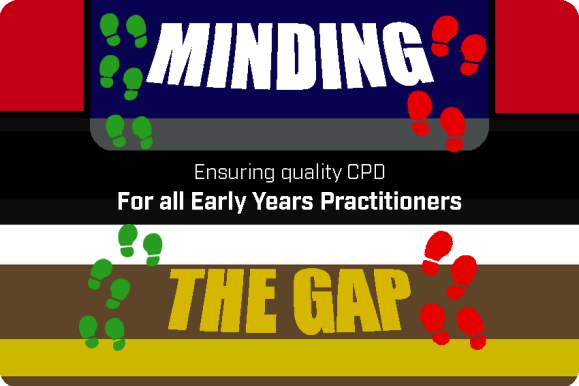 MINDING
Ensuring quality CPD
For all Early Years Practitioners
THE GAP